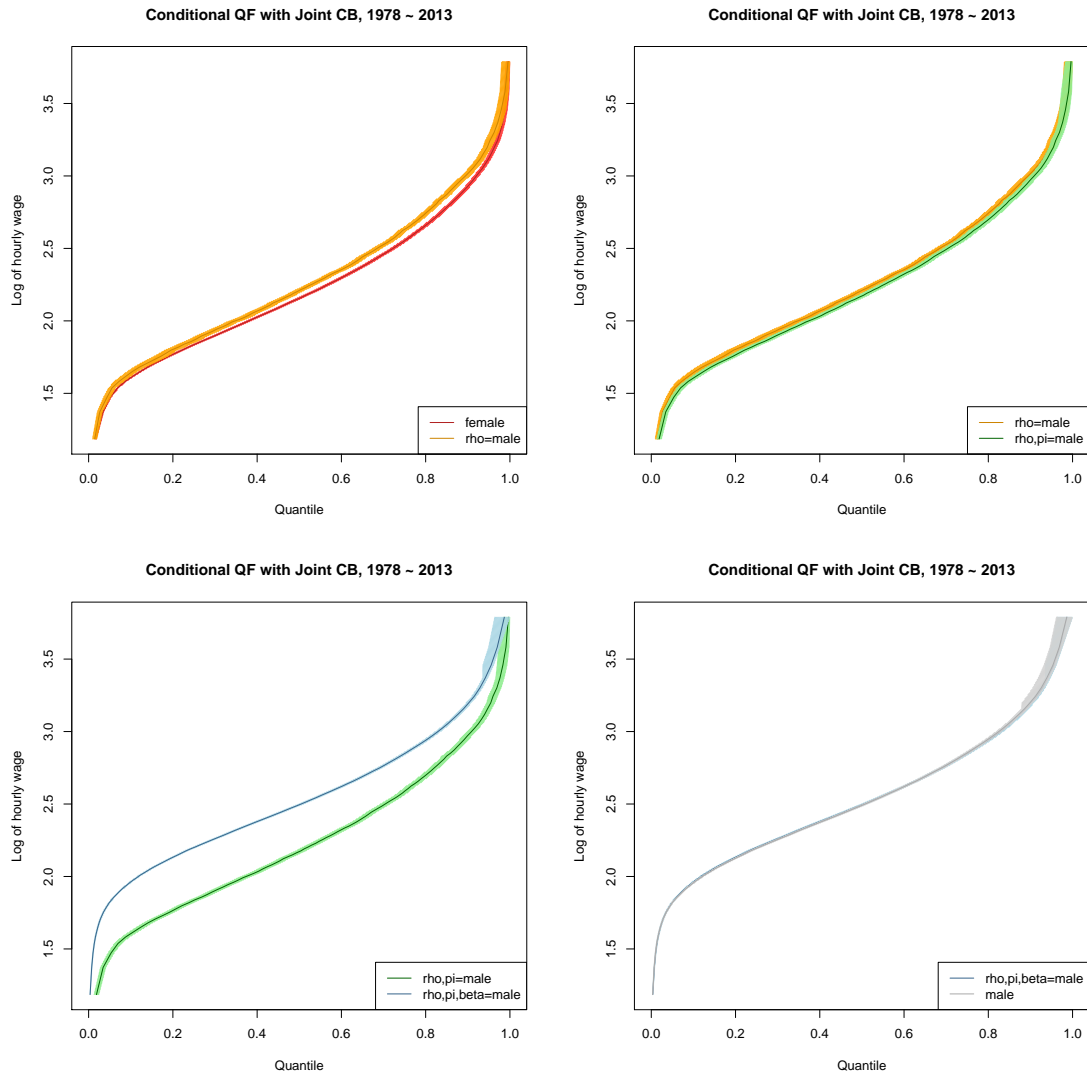 Conditional QF with Joint CB, 1978 ~ 2013
Log of hourly wage
3.5
3.0
2.5
2.0
1.5
female
rho=male
0.0 0.2 0.4 0.6 0.8 1.0
Quantile
Conditional QF with Joint CB, 1978 ~ 2013
Log of hourly wage
3.5
3.0
2.5
2.0
1.5
rho=male
rho,pi=male
0.0 0.2 0.4 0.6 0.8 1.0
Quantile
Conditional QF with Joint CB, 1978 ~ 2013
Log of hourly wage
3.5
3.0
2.5
2.0
1.5
rho,pi=male
rho,pi,beta=male
0.0 0.2 0.4 0.6 0.8 1.0
Quantile
Conditional QF with Joint CB, 1978 ~ 2013
Log of hourly wage
3.5
3.0
2.5
2.0
1.5
rho,pi,beta=male
male
0.0 0.2 0.4 0.6 0.8 1.0
Quantile